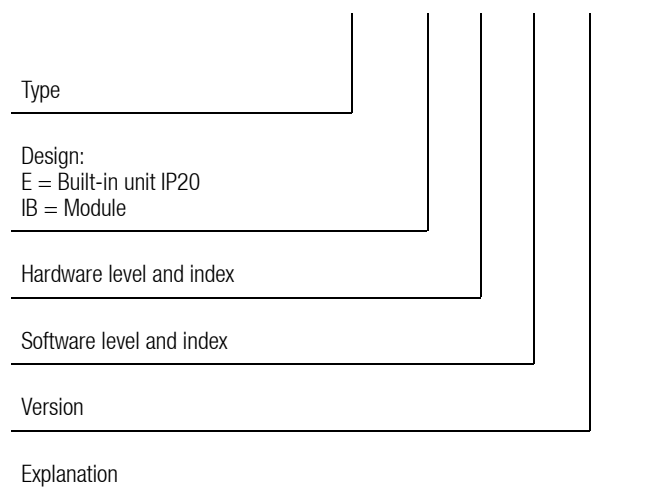 Type
Design:
E = Built-in unit IP20
IB = Module
Hardware level and index
Software level and index
Version
Explanation